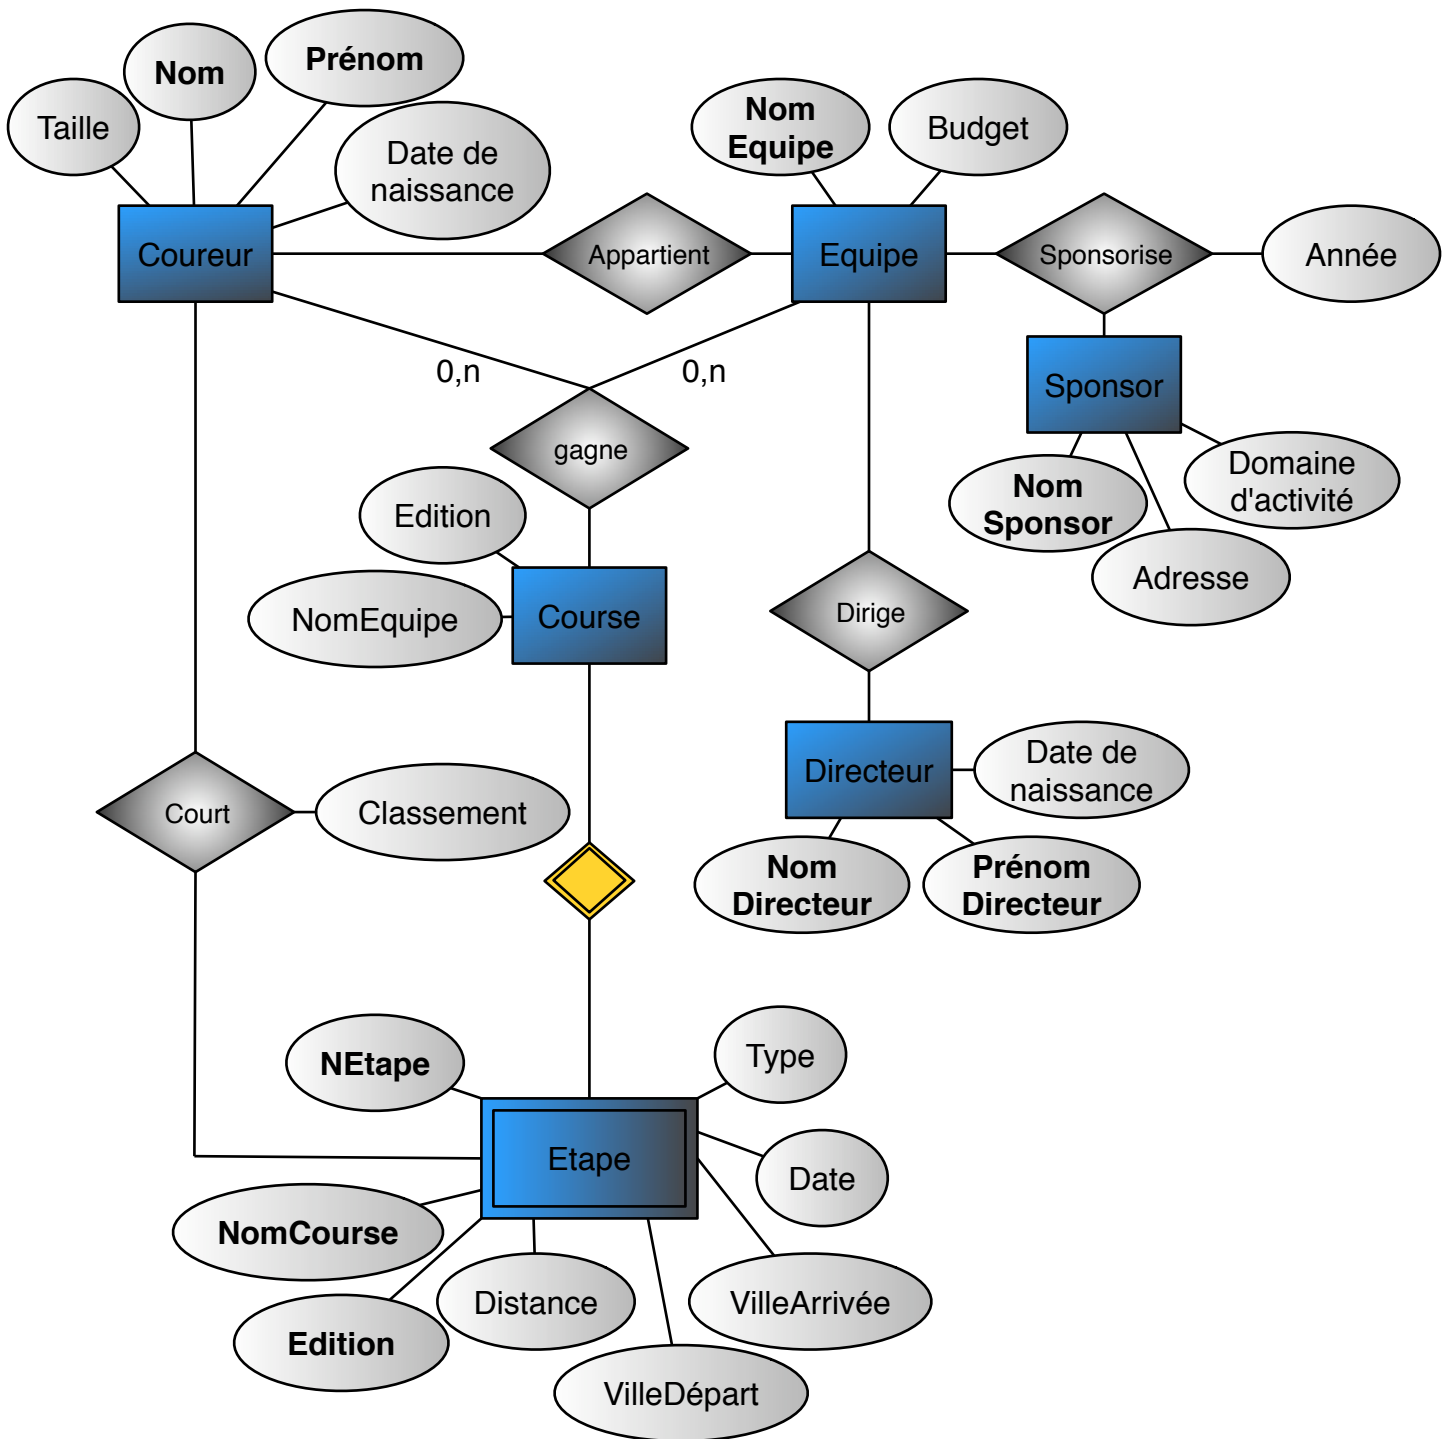 Nom
Prénom
Taille
Date de
naissance
Nom
Equipe
Budget
Coureur
Appartient
Equipe
Sponsorise
Année
0,n
0,n
Sponsor
gagne
Domaine
d'activité
Nom
Sponsor
Edition
Adresse
NomEquipe
Course
Dirige
Directeur
Date de
naissance
Court
Classement
Nom
Directeur
Prénom
Directeur
NEtape
Type
Etape
Date
NomCourse
Distance
VilleArrivée
Edition
VilleDépart